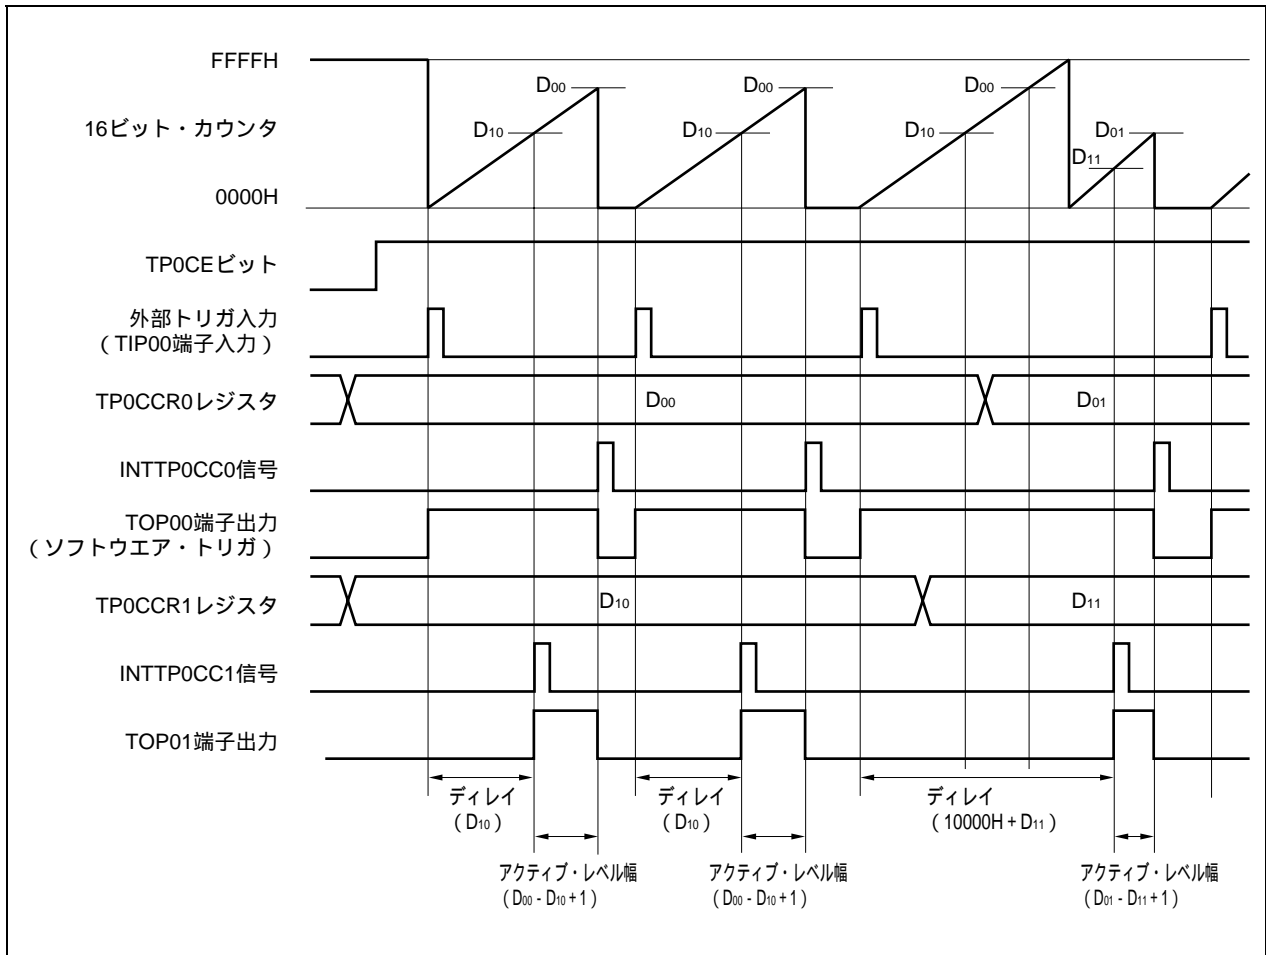 FFFFH
D00
D00
D00
16ビット・カウンタ
D10
D10
D10
D01
D11
0000H
TP0CEビット
外部トリガ入力
（TIP00端子入力）
TP0CCR0レジスタ
D00
D01
INTTP0CC0信号
TOP00端子出力
（ソフトウエア・トリガ）
TP0CCR1レジスタ
D10
D11
INTTP0CC1信号
TOP01端子出力
ディレイ
（D10）
ディレイ
（D10）
ディレイ
（10000H + D11）
アクティブ・レベル幅
（D00 - D10 + 1）
アクティブ・レベル幅
（D00 - D10 + 1）
アクティブ・レベル幅
（D01 - D11 + 1）